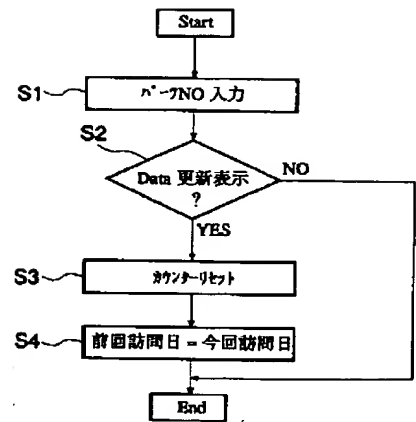 Start
S1
ﾊﾟｰｸNO 入力
S2
Data 更新表示
?
NO
YES
S3
ｶｳﾝﾀｰﾘｾｯﾄ
S4
前回訪問日 = 今回訪問日
End